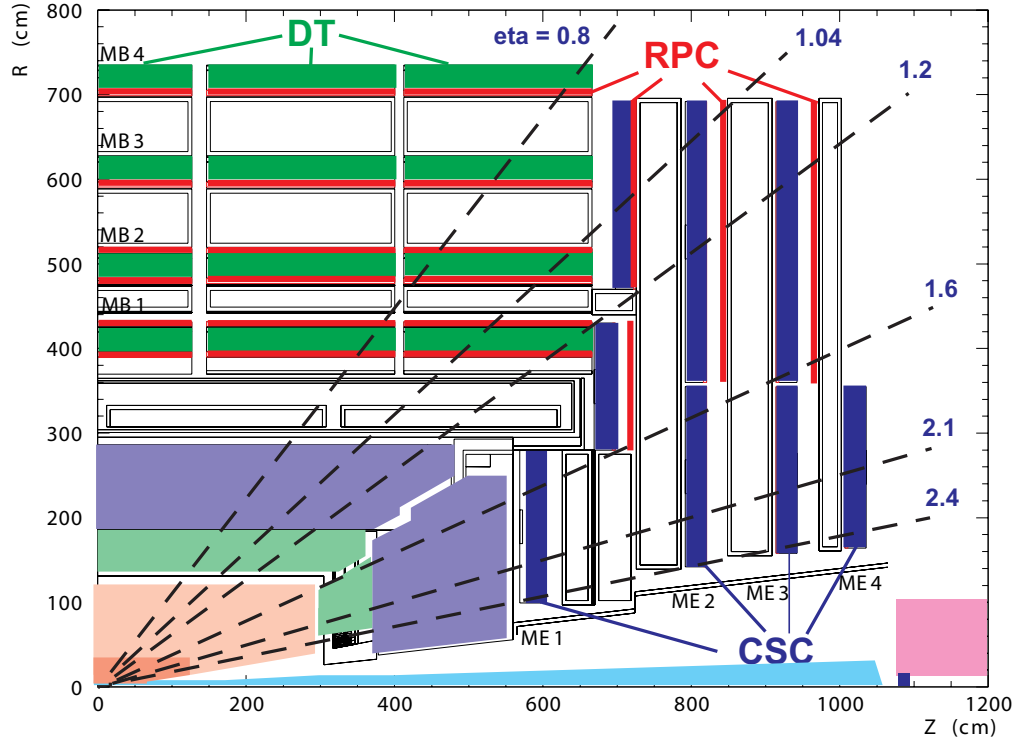 800
R (cm)
700
600
500
400
300
200
100
0
0
200
400
600
800
1000
1200
Z (cm)
MB 4
MB 3
MB 2
MB 1
DT
eta = 0.8
1.04
1.2
RPC
1.6
2.1
2.4
ME 1
ME 2
ME 3
ME 4
CSC